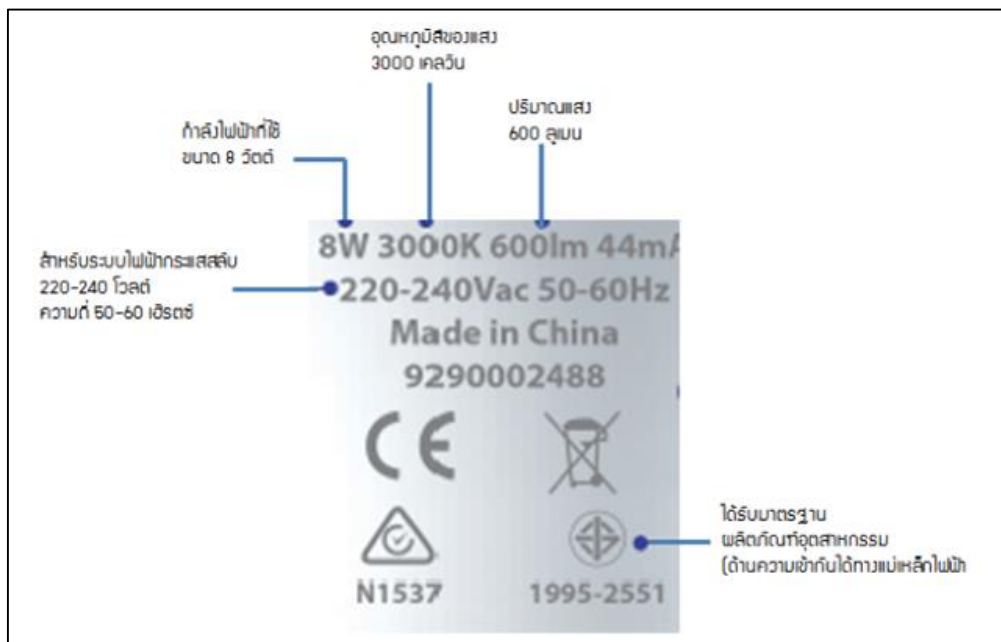 อุณหภูมิสีของแสง
3000 เคลวิน
ปริมาณแสง
600 ลูเมน
กำลังไฟฟ้าที่ใช้
ขนาด 8 วัตต์
8W 3000K 600lm 44mA
สำหรับระบบไฟฟ้ากระแสสลับ
220-240 โวลต์
ความถี่ 50-60 เฮิรตซ์
220-240Vac 50-60Hz
Made in China
9290002488
CE
ได้รับมาตรฐาน
ผลิตภัณฑ์อุตสาหกรรม
(ด้านความเข้ากันได้ทางแม่เหล็กไฟฟ้า
N1537
1995-2551